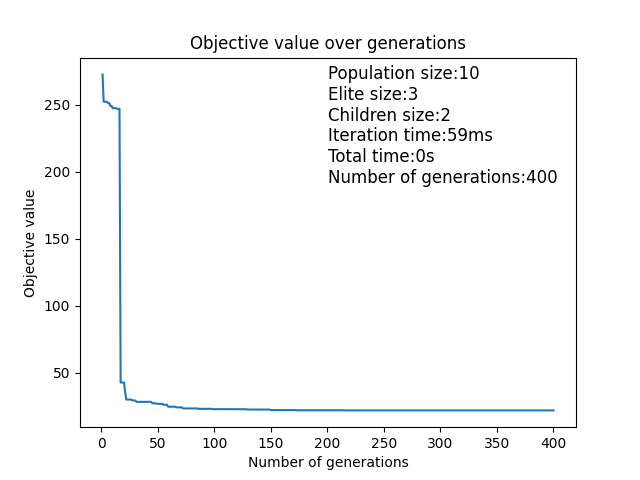 Objective value over generations
Population size:10
Elite size:3
Children size:2
Iteration time:59ms
Total time:0s
Number of generations:400
Objective value
250
200
150
100
50
0 50 100 150 200 250 300 350 400
Number of generations